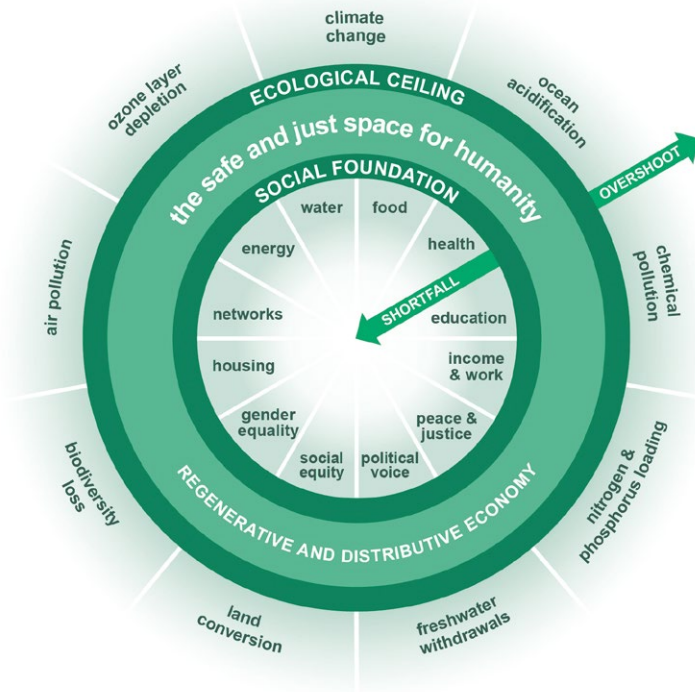 climate
change
ozone layer
depletion
ocean
acidification
ECOLOGICAL CEILING
the safe and just space for humanity
OVERSHOOT
SOCIAL FOUNDATION
water
food
energy
health
SHORTFALL
air pollution
chemical
pollution
networks
education
housing
income
& work
gender
equality
peace &
justice
social
equity
political
voice
biodiversity
loss
nitrogen &
phosphorus loading
REGENERATIVE AND DISTRIBUTIVE ECONOMY
land
conversion
freshwater
withdrawals